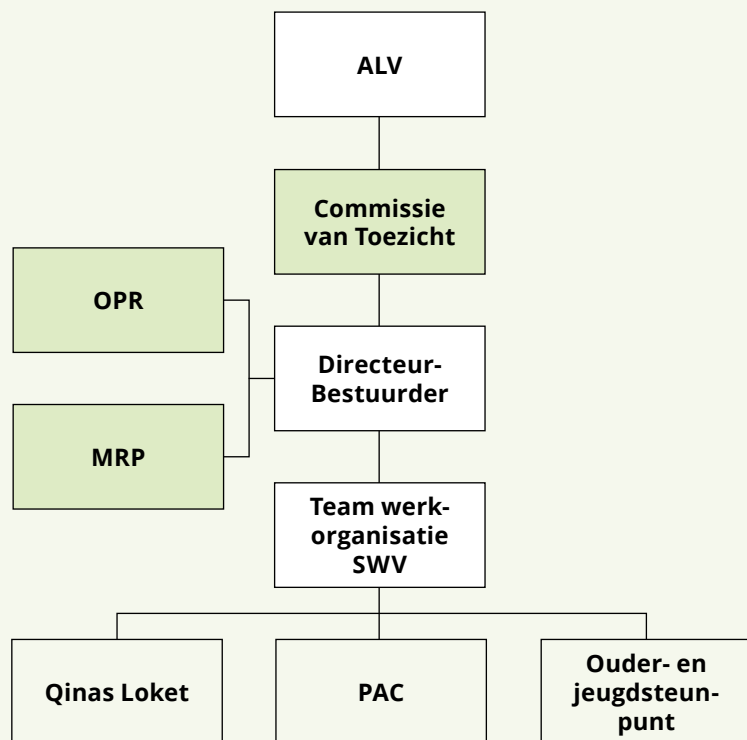 ALV
Commissie
van Toezicht
OPR
Directeur-
Bestuurder
MRP
Team werk-
organisatie
SWV
Qinas Loket
PAC
Ouder- en
jeugdsteun-
punt